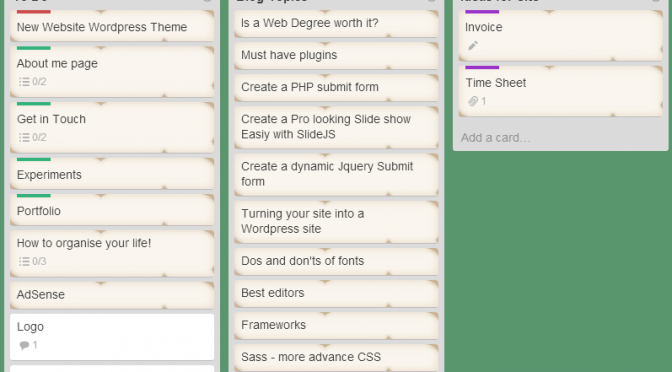 New Website Wordpress Theme
About me page
0/2
Get in Touch
0/2
Experiments
Portfolio
How to organise your life!
0/3
AdSense
Logo
1
Blog Topics
Is a Web Degree worth it?
Must have plugins
Create a PHP submit form
Create a Pro looking Slide show
Easy with SlideJS
Create a dynamic Jquery Submit
form
Turning your site into a
Wordpress site
Dos and don'ts of fonts
Best editors
Frameworks
Sass - more advance CSS
Invoice
Time Sheet
1
Add a card…